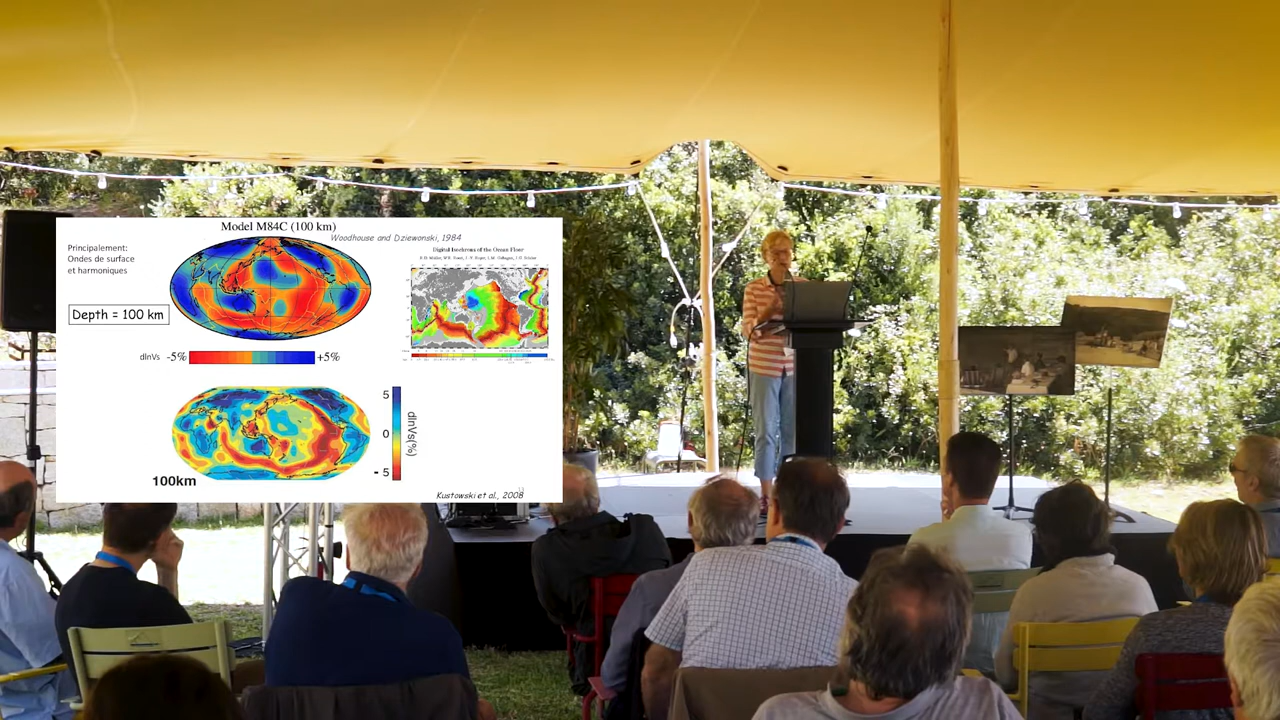 Model M84C (100 km)
Woodhouse and Dziewonski, 1984
Principalement:
Ondes de surface
et harmoniques
Depth = 100 km
dlnVs -5% +5%
Digital Isochrons of the Ocean Floor
5
0
- 5
dlnVs(%)
100km
Kustowski et al., 2008